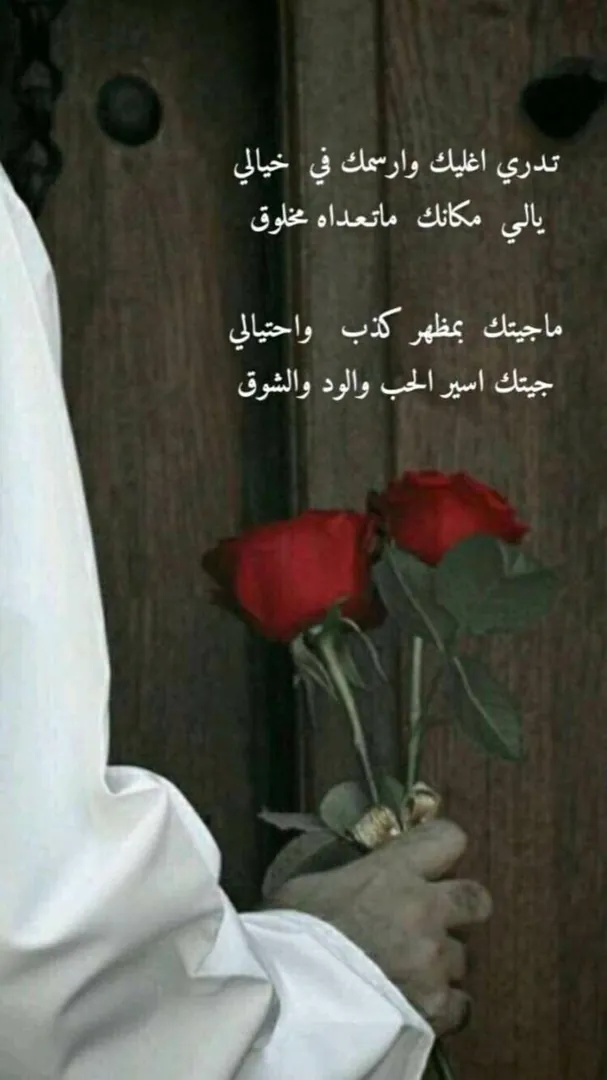 تدري اغليك وارسمك في خيالي
يالي مكانك ماتعداه مخلوق
ماجيتك بمظهر كذب واحتيالي
جيتك اسير الحب والود والشوق